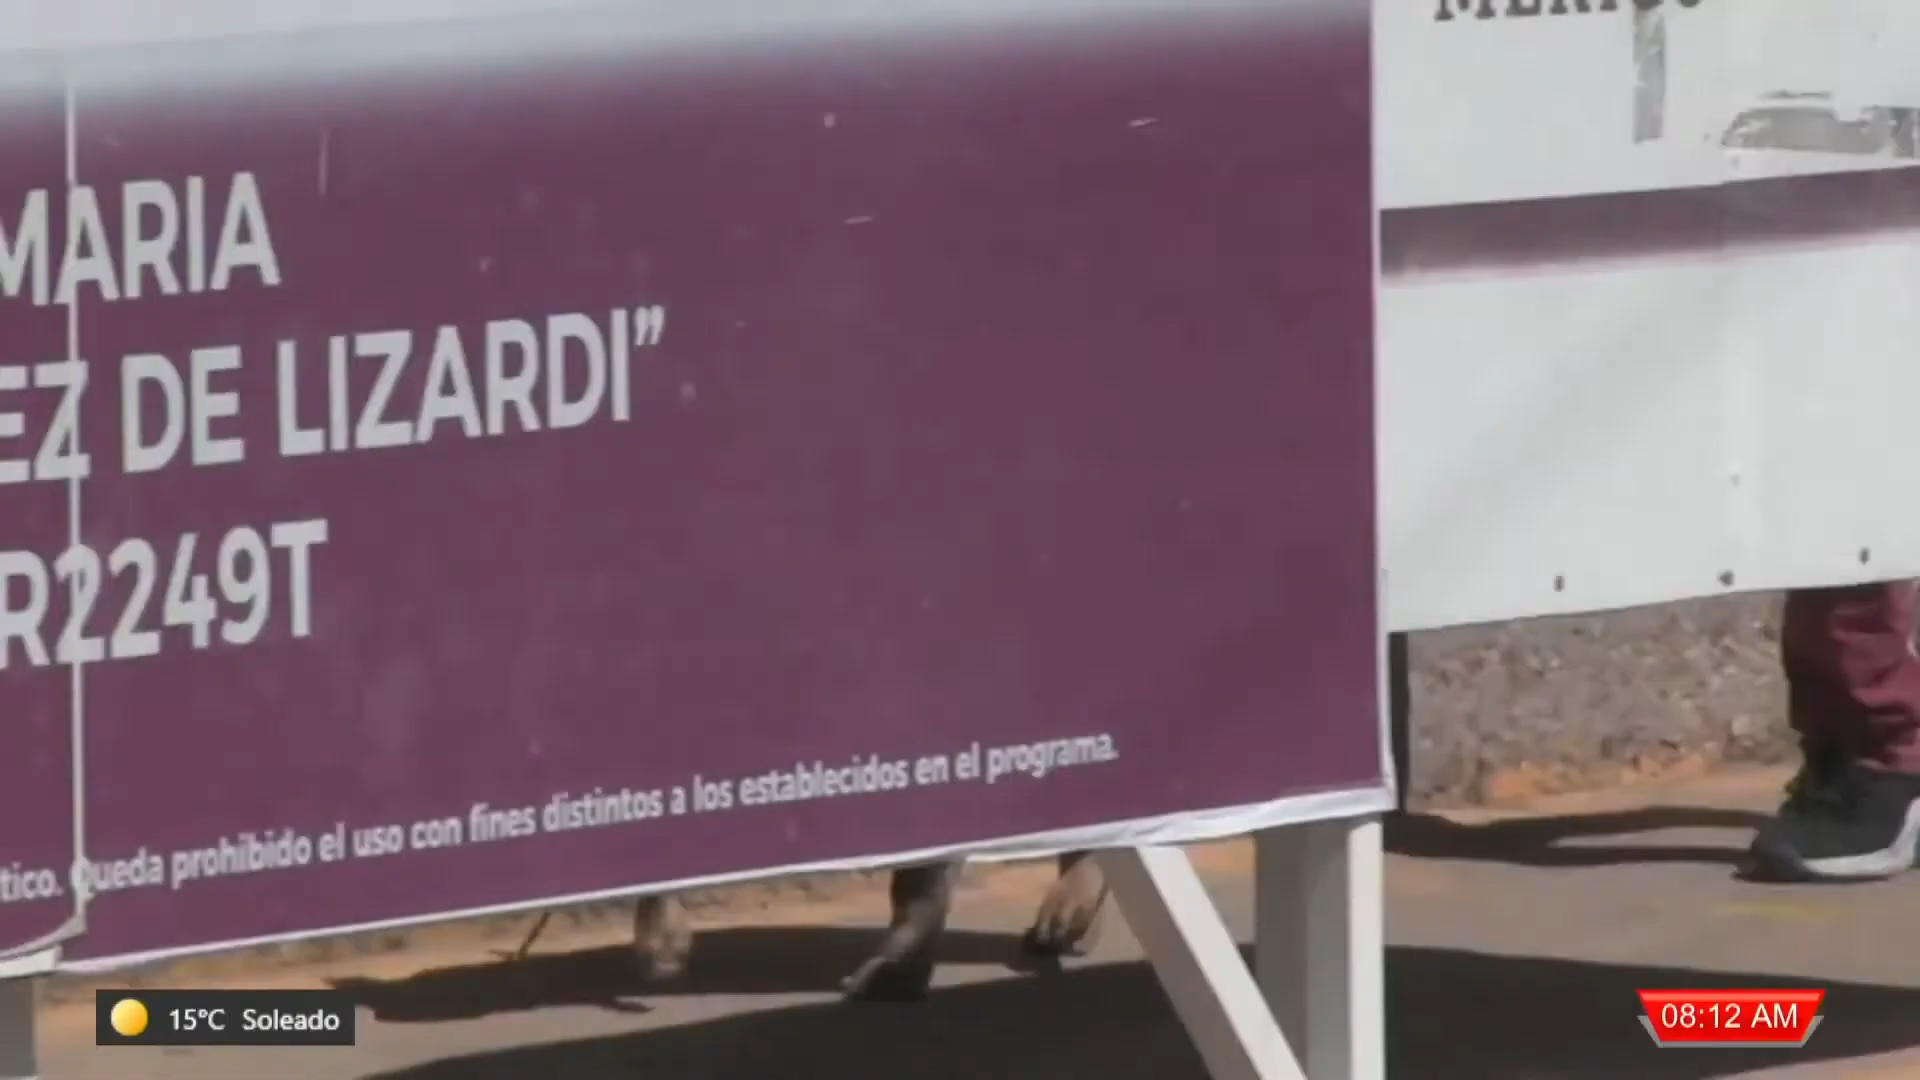 MARIA
EZ DE LIZARDI”
R2249T
tico. Queda prohibido el uso con fines distintos a los establecidos en el programa.
15°C Soleado
08:12 AM